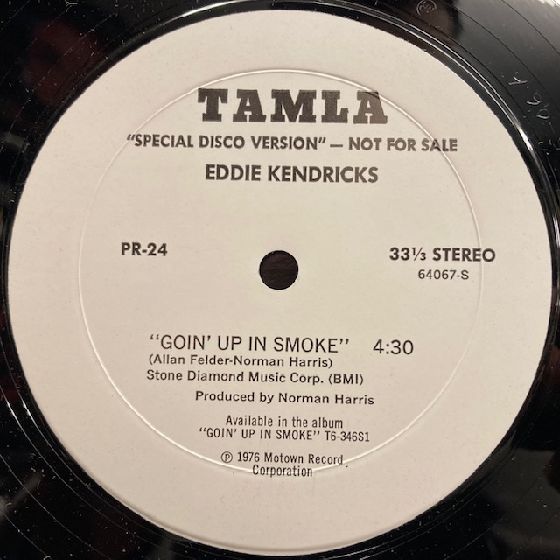 TAMLA
"SPECIAL DISCO VERSION" — NOT FOR SALE
EDDIE KENDRICKS
PR-24
33⅓ STEREO
64067-S
"GOIN' UP IN SMOKE" 4:30
(Allan Felder-Norman Harris)
Stone Diamond Music Corp. (BMI)
Produced by Norman Harris
Available in the album
"GOIN' UP IN SMOKE" T6-346S1
℗ 1976 Motown Record
Corporation